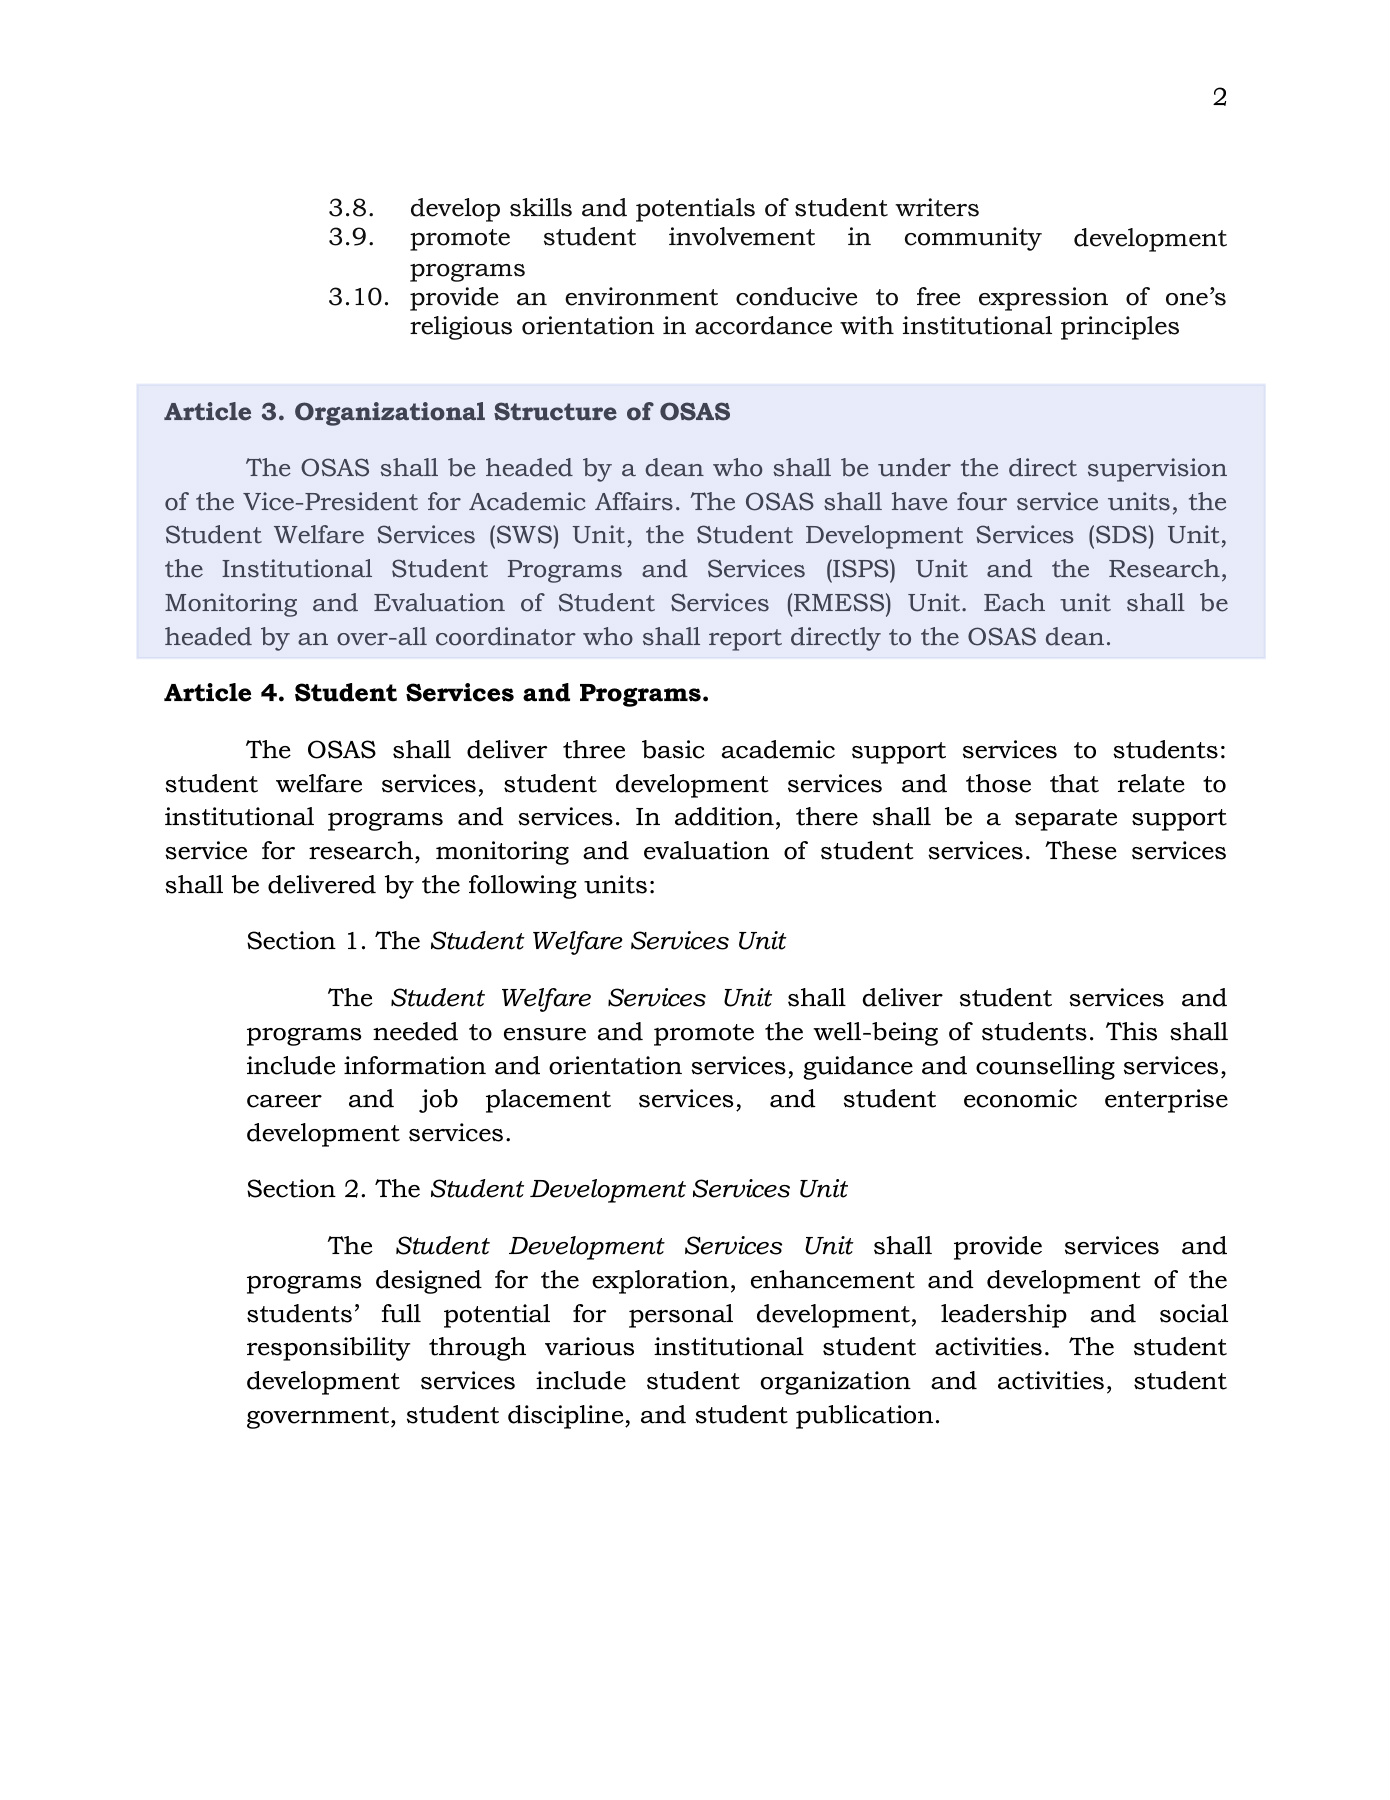 2
3.8. develop skills and potentials of student writers
3.9. promote student involvement in community development
programs
3.10. provide an environment conducive to free expression of one’s
religious orientation in accordance with institutional principles
Article 3. Organizational Structure of OSAS
The OSAS shall be headed by a dean who shall be under the direct supervision
of the Vice-President for Academic Affairs. The OSAS shall have four service units, the
Student Welfare Services (SWS) Unit, the Student Development Services (SDS) Unit,
the Institutional Student Programs and Services (ISPS) Unit and the Research,
Monitoring and Evaluation of Student Services (RMESS) Unit. Each unit shall be
headed by an over-all coordinator who shall report directly to the OSAS dean.
Article 4. Student Services and Programs.
The OSAS shall deliver three basic academic support services to students:
student welfare services, student development services and those that relate to
institutional programs and services. In addition, there shall be a separate support
service for research, monitoring and evaluation of student services. These services
shall be delivered by the following units:
Section 1. The Student Welfare Services Unit
The Student Welfare Services Unit shall deliver student services and
programs needed to ensure and promote the well-being of students. This shall
include information and orientation services, guidance and counselling services,
career and job placement services, and student economic enterprise
development services.
Section 2. The Student Development Services Unit
The Student Development Services Unit shall provide services and
programs designed for the exploration, enhancement and development of the
students’ full potential for personal development, leadership and social
responsibility through various institutional student activities. The student
development services include student organization and activities, student
government, student discipline, and student publication.